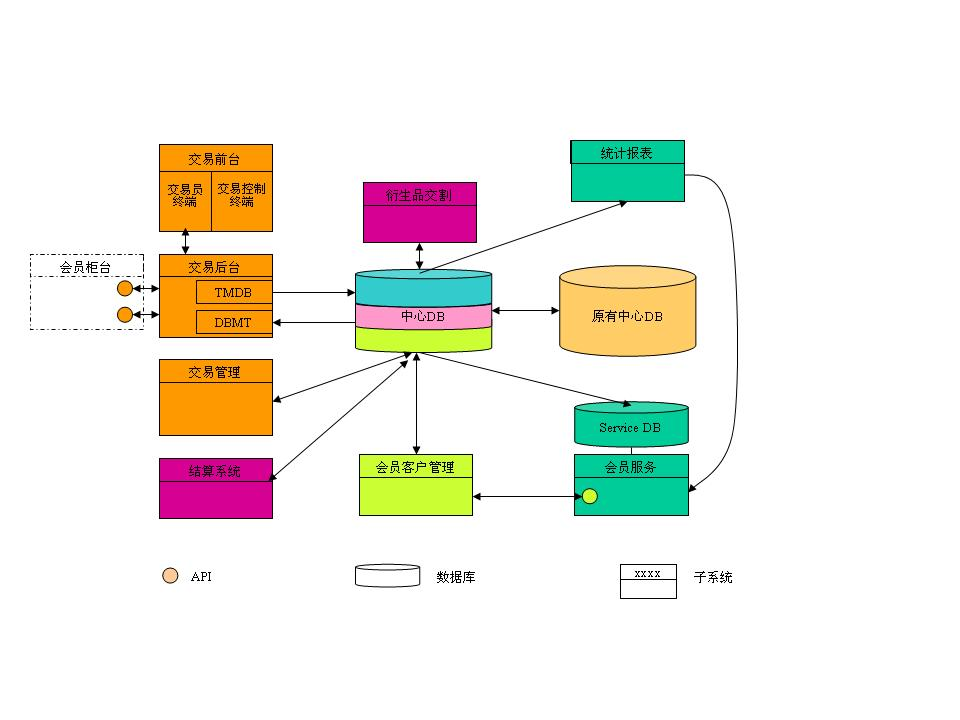 交易前台
交易员
终端
交易控制
终端
统计报表
衍生品交割
会员柜台
交易后台
TMDB
DBMT
中心DB
原有中心DB
交易管理
Service DB
结算系统
会员客户管理
会员服务
API
数据库
xxxx
子系统